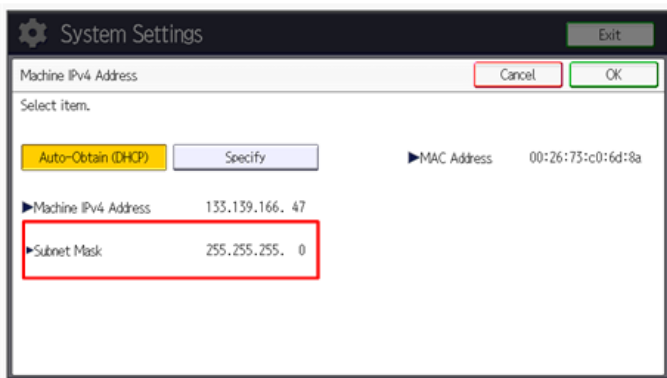 System Settings
Exit
Machine IPv4 Address
Cancel
OK
Select item.
Auto-Obtain (DHCP)
Specify
►MAC Address 00:26:73:c0:6d:8a
►Machine IPv4 Address 133.139.166. 47
►Subnet Mask 255.255.255. 0